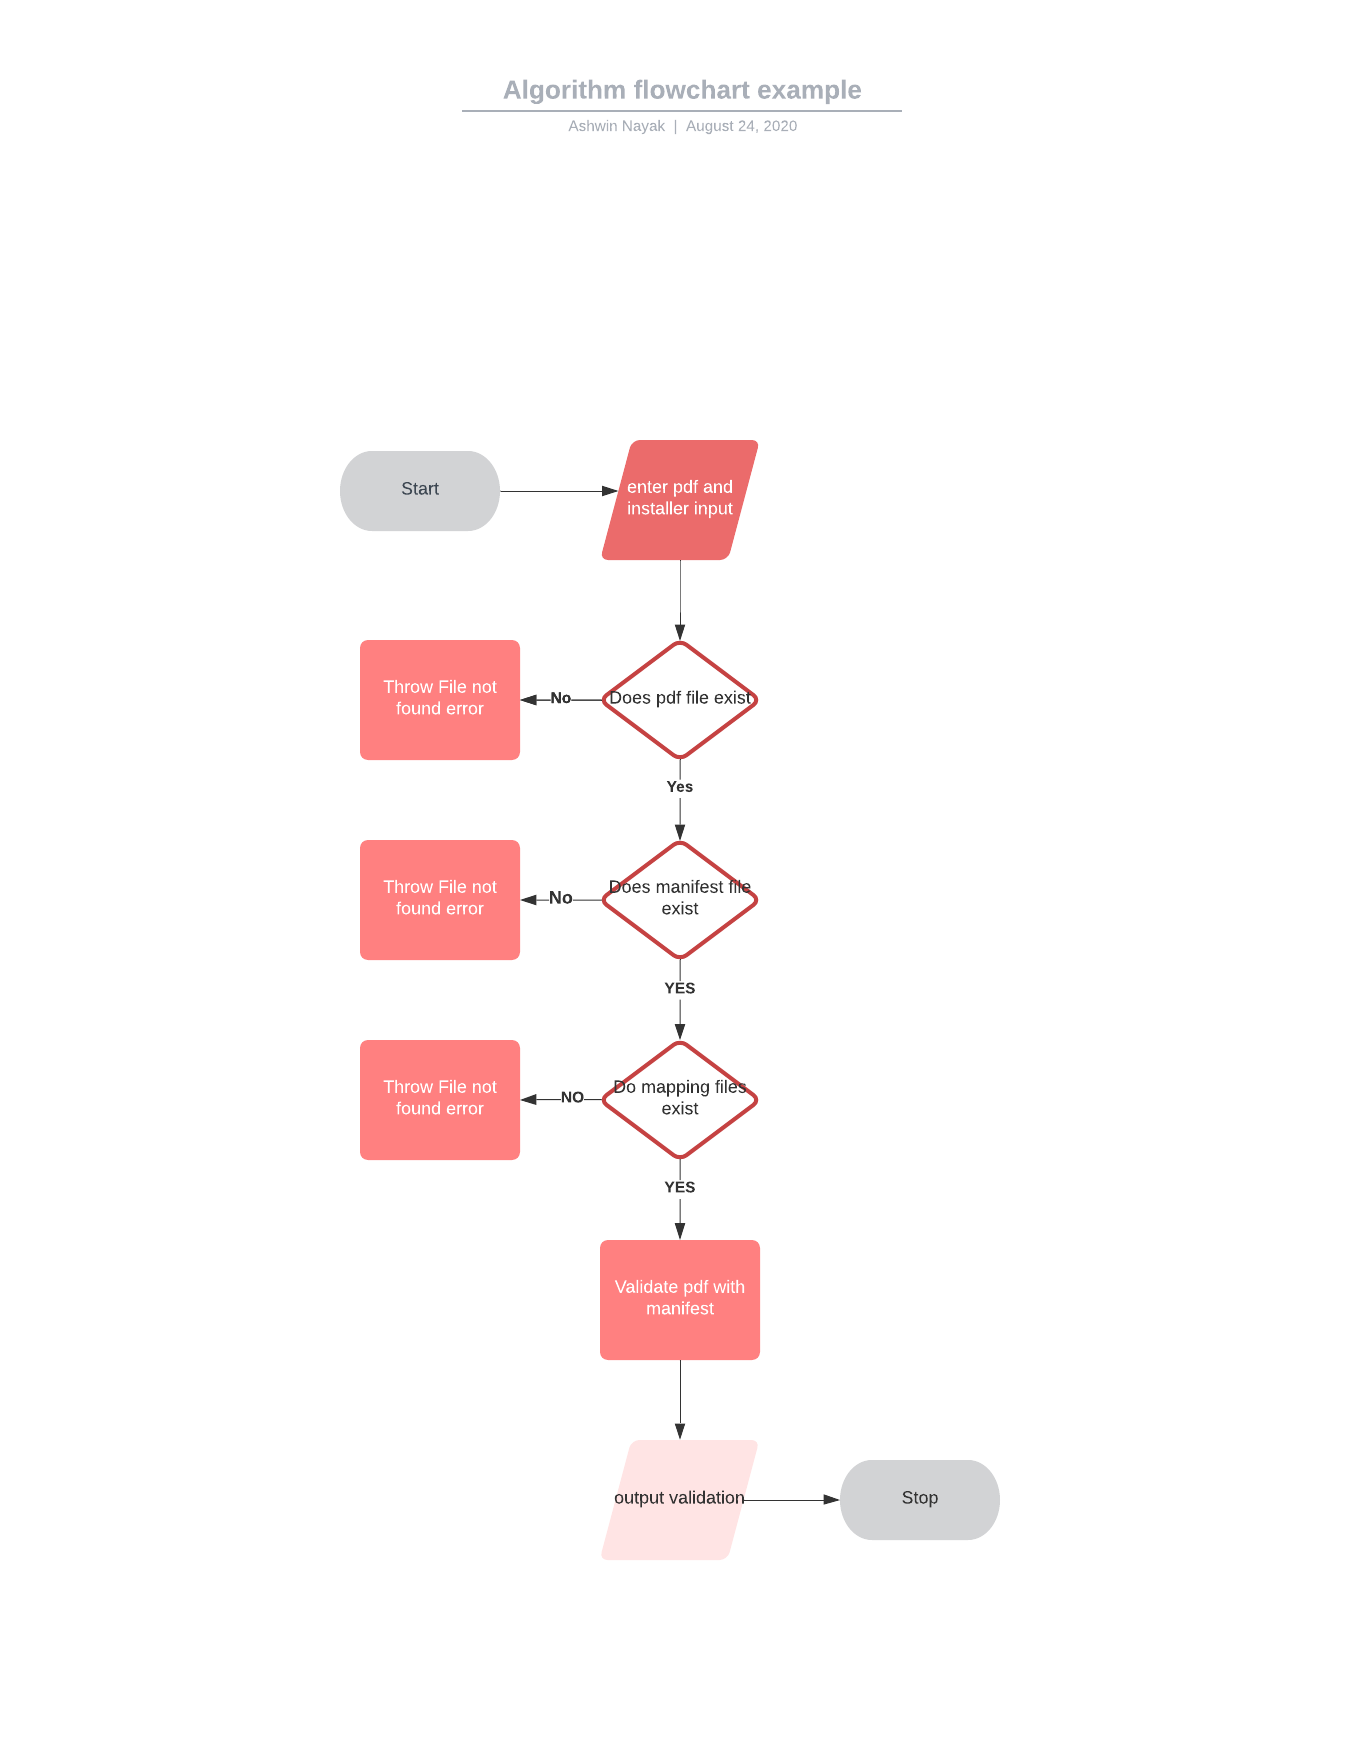 Algorithm flowchart example
Ashwin Nayak | August 24, 2020
Start
enter pdf and
installer input
Throw File not
found error
No
Does pdf file exist
Yes
Throw File not
found error
No
Does manifest file
exist
YES
Throw File not
found error
NO
Do mapping files
exist
YES
Validate pdf with
manifest
output validation
Stop